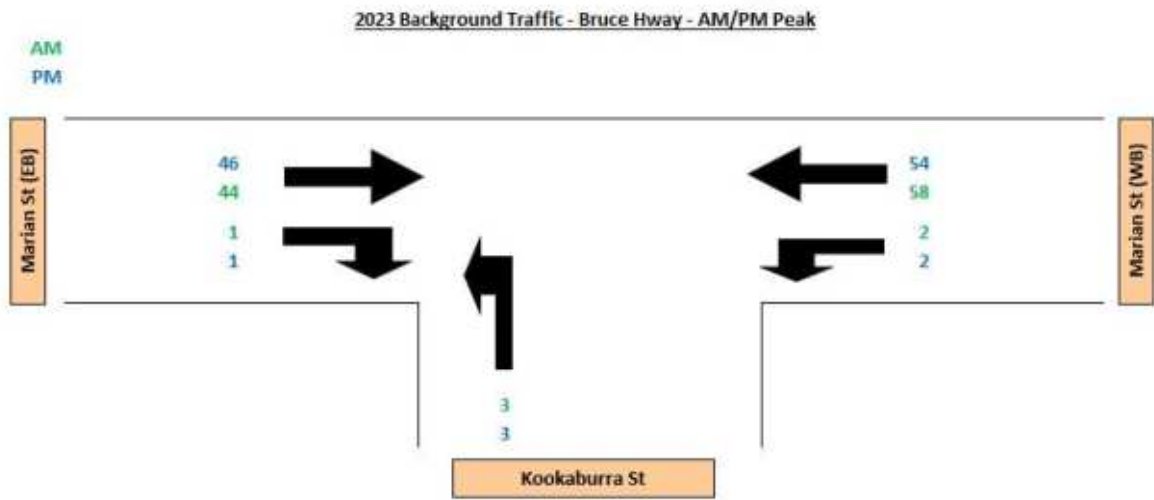 2023 Background Traffic - Bruce Hway - AM/PM Peak
AM
PM
Marian St (EB)
46
44
1
1
54
58
2
2
Marian St (WB)
3
3
Kookaburra St